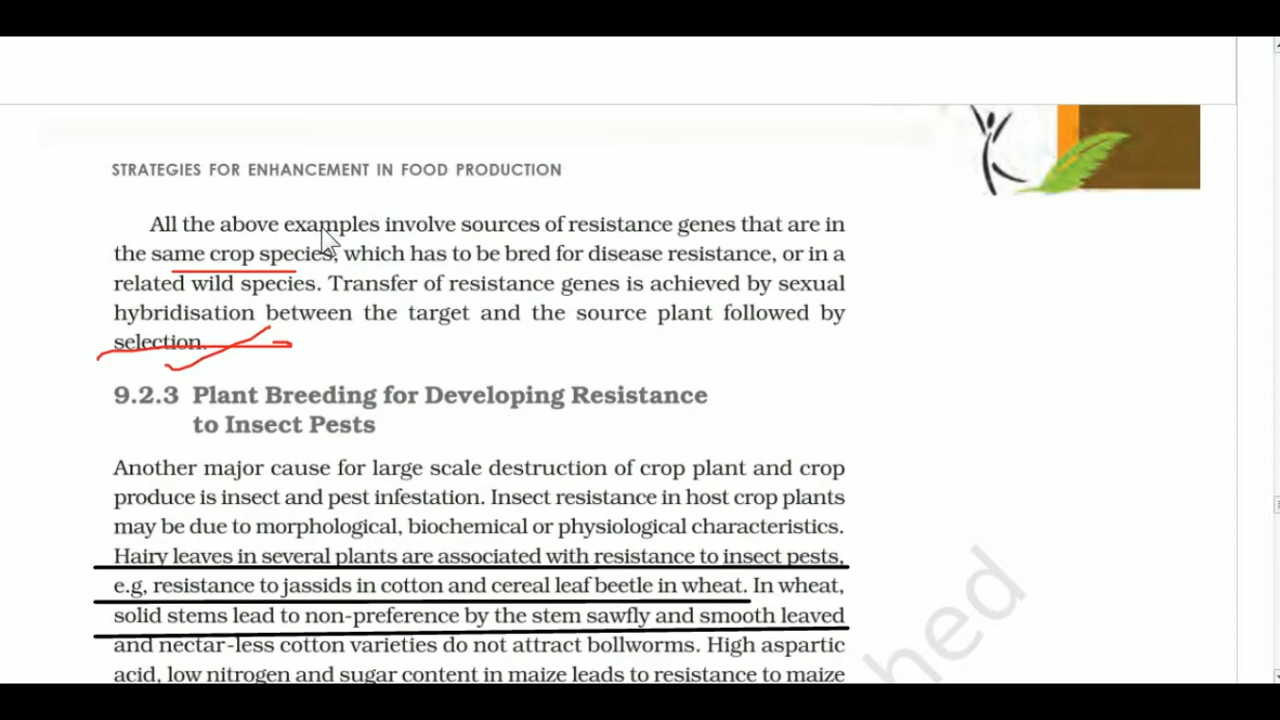 STRATEGIES FOR ENHANCEMENT IN FOOD PRODUCTION
All the above examples involve sources of resistance genes that are in
the same crop species, which has to be bred for disease resistance, or in a
related wild species. Transfer of resistance genes is achieved by sexual
hybridisation between the target and the source plant followed by
selection.
9.2.3 Plant Breeding for Developing Resistance
to Insect Pests
Another major cause for large scale destruction of crop plant and crop
produce is insect and pest infestation. Insect resistance in host crop plants
may be due to morphological, biochemical or physiological characteristics.
Hairy leaves in several plants are associated with resistance to insect pests,
e.g, resistance to jassids in cotton and cereal leaf beetle in wheat. In wheat,
solid stems lead to non-preference by the stem sawfly and smooth leaved
and nectar-less cotton varieties do not attract bollworms. High aspartic
acid, low nitrogen and sugar content in maize leads to resistance to maize
hed